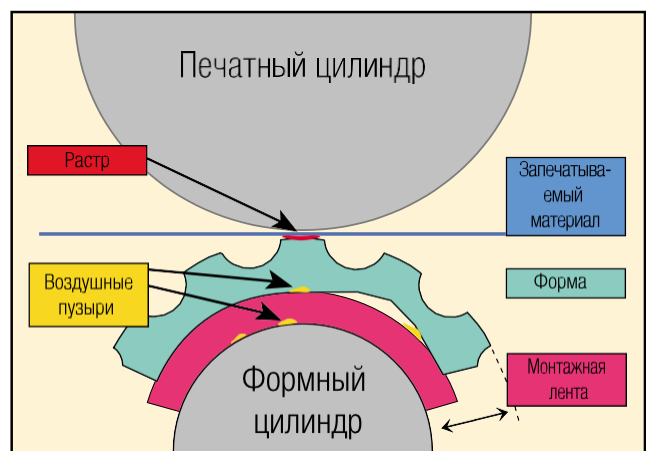 Печатный цилиндр
Растр
Запечатыва-
емый
материал
Воздушные
пузыри
Форма
Формный
цилиндр
Монтажная
лента